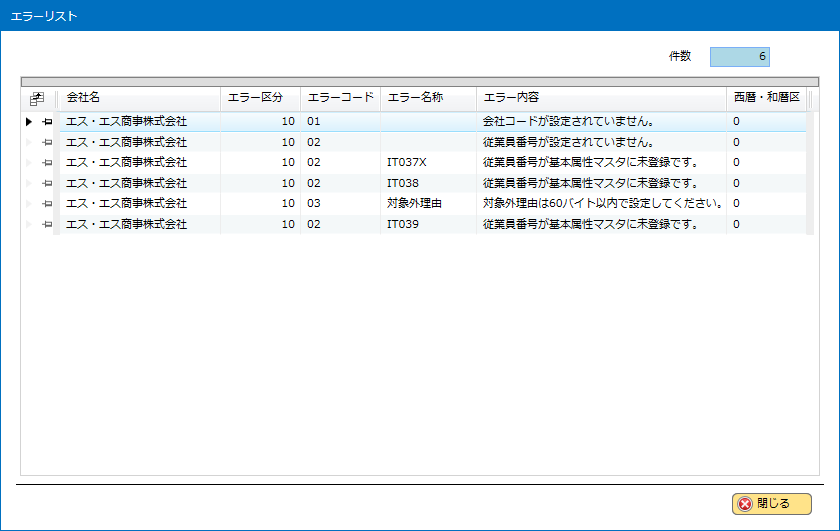 エラーリスト
件数 6
会社名 エラー区分 エラーコード エラー名称 エラー内容 西暦・和暦区
エス・エス商事株式会社 10 01 会社コードが設定されていません。 0
エス・エス商事株式会社 10 02 従業員番号が設定されていません。 0
エス・エス商事株式会社 10 02 IT037X 従業員番号が基本属性マスタに未登録です。 0
エス・エス商事株式会社 10 02 IT038 従業員番号が基本属性マスタに未登録です。 0
エス・エス商事株式会社 10 03 対象外理由 対象外理由は60バイト以内で設定してください。 0
エス・エス商事株式会社 10 02 IT039 従業員番号が基本属性マスタに未登録です。 0
閉じる